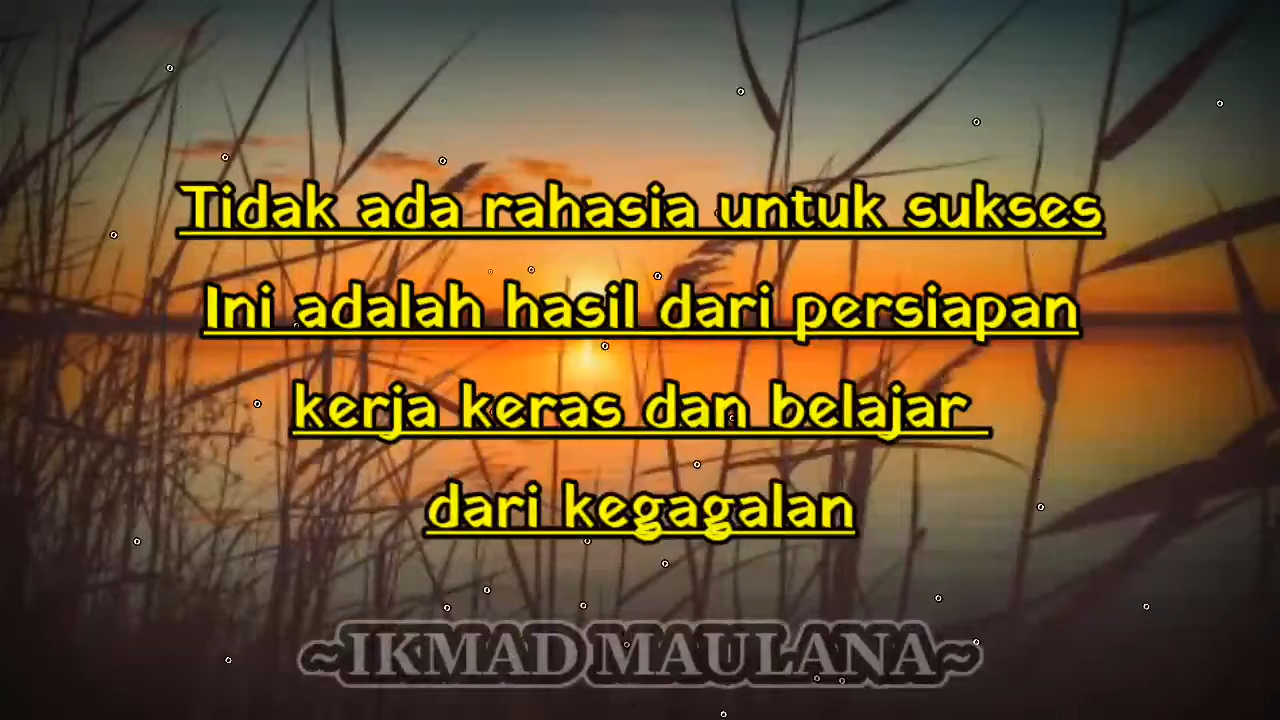 Tidak ada rahasia untuk sukses
Ini adalah hasil dari persiapan
kerja keras dan belajar
dari kegagalan
~IKMAD MAULANA~